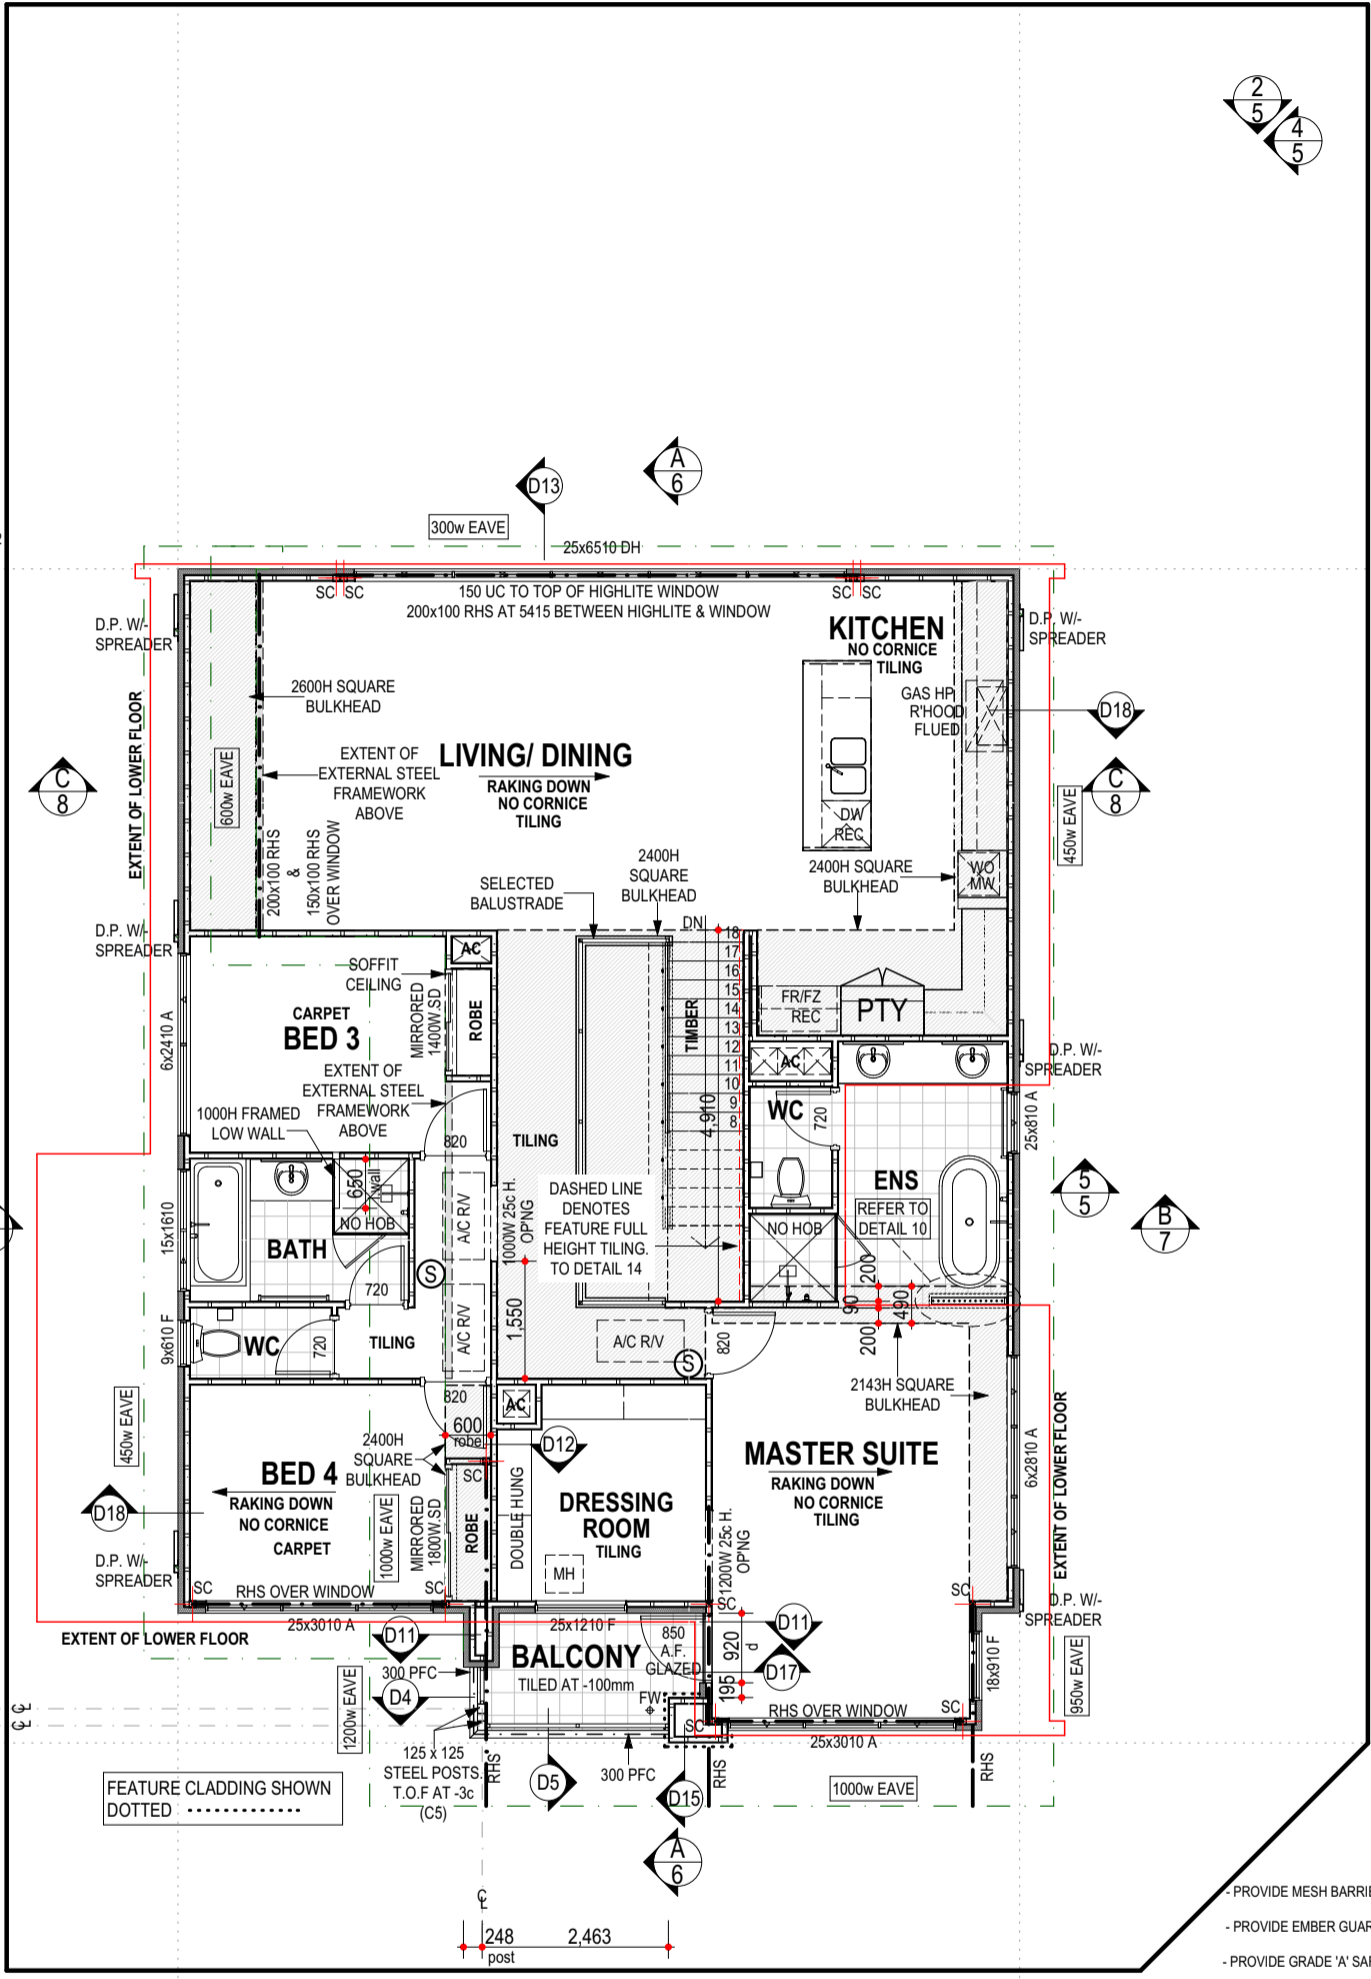 2
5
4
5
A
6
D13
300w EAVE
25x6510 DH
SC SC
150 UC TO TOP OF HIGHLITE WINDOW
SC SC
200x100 RHS AT 5415 BETWEEN HIGHLITE & WINDOW
D.P. W/-
SPREADER
KITCHEN
NO CORNICE
TILING
D.P. W/-
SPREADER
2600H SQUARE
BULKHEAD
GAS HP
R'HOOD
FLUED
D18
EXTENT OF LOWER FLOOR
600w EAVE
EXTENT OF
EXTERNAL STEEL
FRAMEWORK
ABOVE
LIVING/ DINING
RAKING DOWN
NO CORNICE
TILING
C
8
C
8
DW
REC
450w EAVE
200x100 RHS
&
150x100 RHS
OVER WINDOW
2400H
SQUARE
BULKHEAD
2400H SQUARE
BULKHEAD
WO
MW
SELECTED
BALUSTRADE
D.P. W/-
SPREADER
AC
DN
18
17
16
15
14
13
12
11
10
9
8
SOFFIT
CEILING
MIRRORED
1400W.SD
ROBE
CARPET
BED 3
TIMBER
FR/FZ
REC
PTY
6x2410 A
EXTENT OF
EXTERNAL STEEL
FRAMEWORK
ABOVE
AC
D.P. W/-
SPREADER
1000H FRAMED
LOW WALL
820
TILING
4,910
WC
720
25x810 A
650
wall
NO HOB
A/C R/V
1000W 25c H.
OP'NG
DASHED LINE
DENOTES
FEATURE FULL
HEIGHT TILING.
TO DETAIL 14
ENS
REFER TO
DETAIL 10
5
5
B
7
15x1610
BATH
NO HOB
S
720
200
90
490
200
9x610 F
WC
720
TILING
A/C R/V
1,550
A/C R/V
S
820
2143H SQUARE
BULKHEAD
450w EAVE
820
600
robe
AC
D12
2400H
SQUARE
BULKHEAD
MASTER SUITE
RAKING DOWN
NO CORNICE
TILING
6x2810 A
EXTENT OF LOWER FLOOR
BED 4
RAKING DOWN
NO CORNICE
CARPET
D18
SC
1000w EAVE
MIRRORED
1800W.SD
ROBE
DOUBLE HUNG
DRESSING
ROOM
TILING
MH
1200W 25c H.
OP'NG
D.P. W/-
SPREADER
SC
RHS OVER WINDOW
SC
SC
SC
D.P. W/-
SPREADER
25x3010 A
EXTENT OF LOWER FLOOR
D11
25x1210 F
850
A.F.
GLAZED
920
d
D11
BALCONY
TILED AT -100mm
D17
195
18x910 F
950w EAVE
300 PFC
D4
1200w EAVE
FW
SC
RHS OVER WINDOW
SC
25x3010 A
125 x 125
STEEL POSTS.
T.O.F AT -3c
(C5)
RHS
D5
300 PFC
D15
RHS
1000w EAVE
RHS
FEATURE CLADDING SHOWN
DOTTED
A
6
248
post
2,463
- PROVIDE MESH
- PROVIDE EMBER
- PROVIDE GRADE 'A'